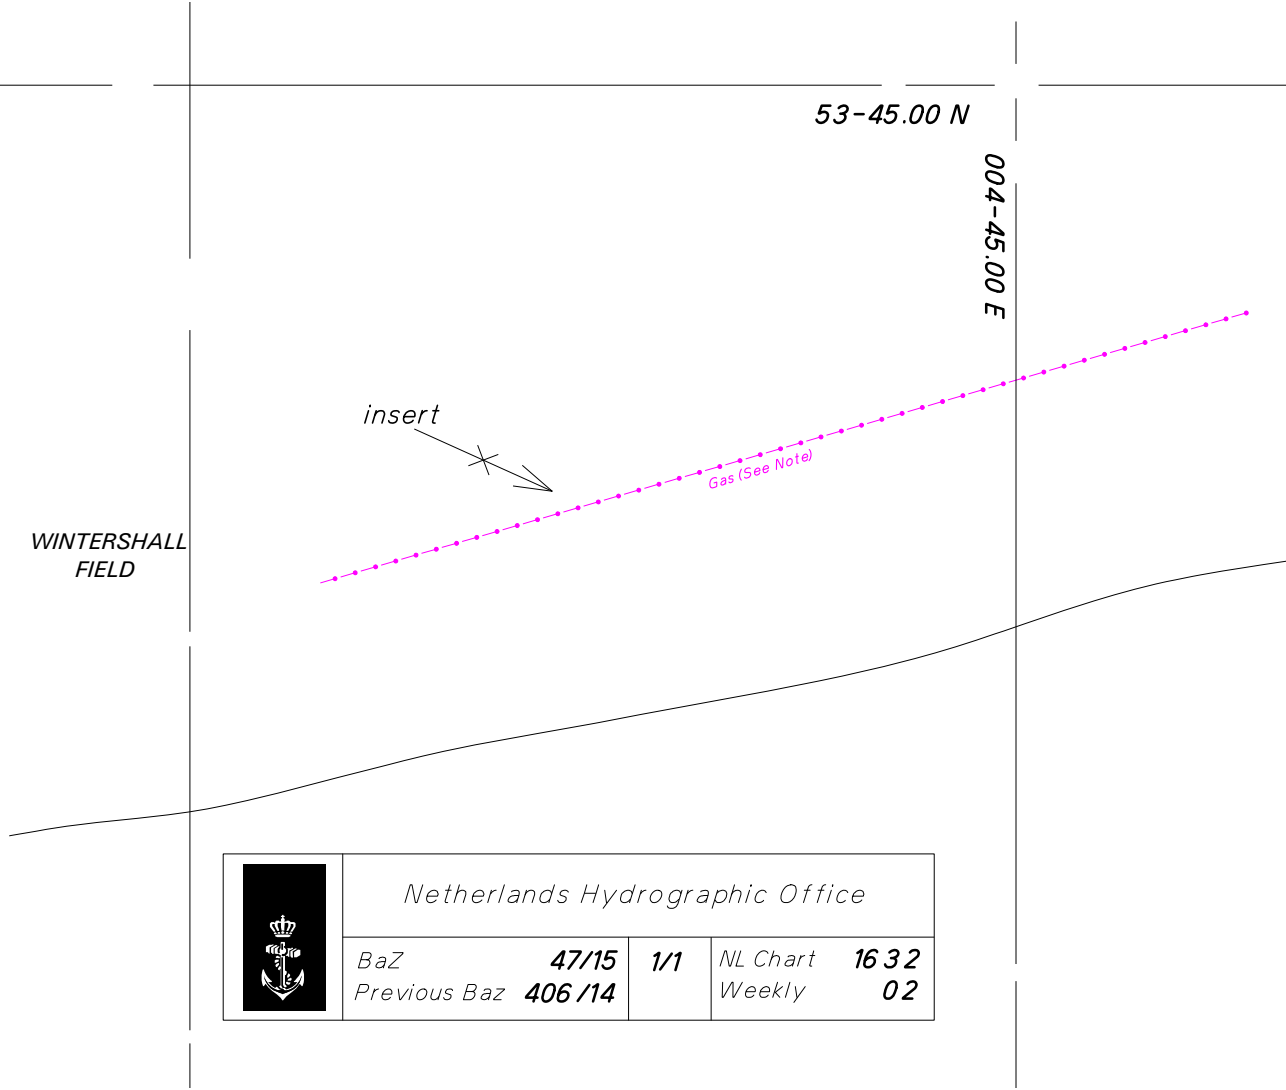 53-45.00 N
004-45.00 E
insert
Gas (See Note)
WINTERSHALL
FIELD
Netherlands Hydrographic Office
BaZ 47/15
Previous Baz 406/14
1/1
NL Chart 1632
Weekly 02